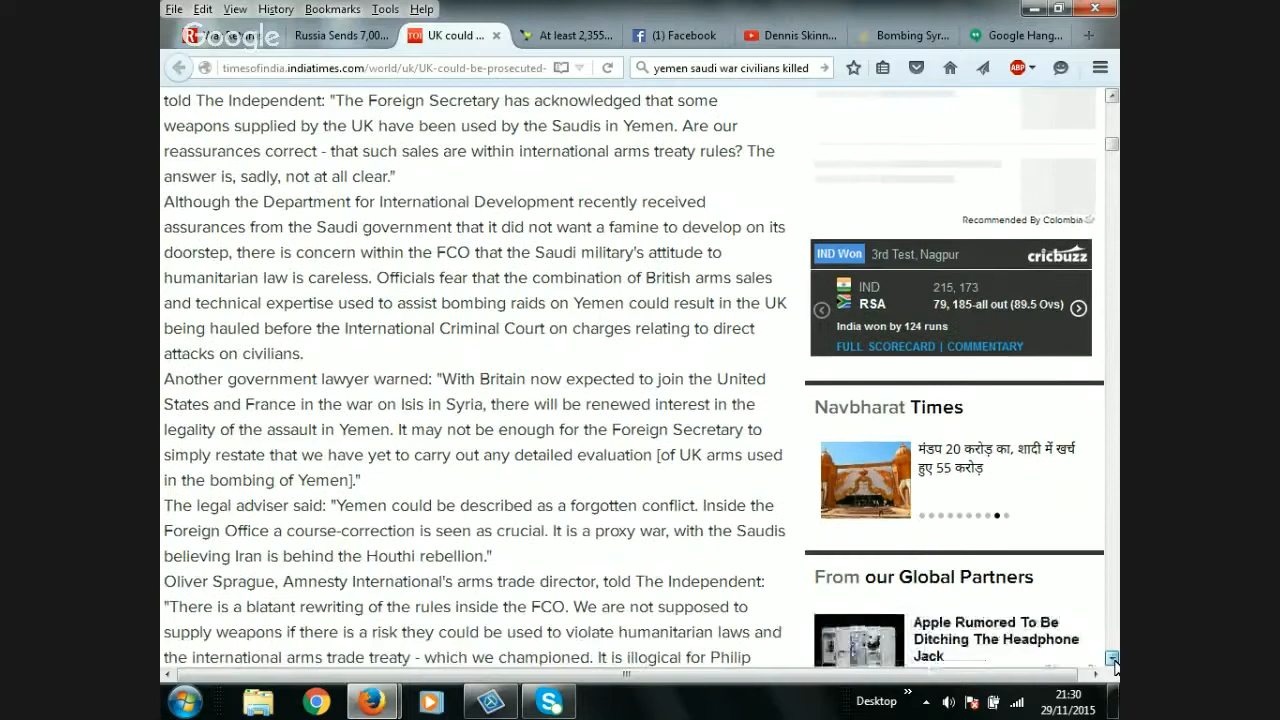 File Edit View History Bookmarks Tools Help
Google
Russia Sends 7,00... UK could ... At least 2,355... (1) Facebook Dennis Skinn... Bombing Syr... Google Hang...
timesofindia.indiatimes.com/world/uk/UK-could-be-prosecuted- yemen saudi war civilians killed ABP
told The Independent: "The Foreign Secretary has acknowledged that some
weapons supplied by the UK have been used by the Saudis in Yemen. Are our
reassurances correct - that such sales are within international arms treaty rules? The
answer is, sadly, not at all clear."
Although the Department for International Development recently received
assurances from the Saudi government that it did not want a famine to develop on its
doorstep, there is concern within the FCO that the Saudi military's attitude to
humanitarian law is careless. Officials fear that the combination of British arms sales
and technical expertise used to assist bombing raids on Yemen could result in the UK
being hauled before the International Criminal Court on charges relating to direct
attacks on civilians.
Another government lawyer warned: "With Britain now expected to join the United
States and France in the war on Isis in Syria, there will be renewed interest in the
legality of the assault in Yemen. It may not be enough for the Foreign Secretary to
simply restate that we have yet to carry out any detailed evaluation [of UK arms used
in the bombing of Yemen]."
The legal adviser said: "Yemen could be described as a forgotten conflict. Inside the
Foreign Office a course-correction is seen as crucial. It is a proxy war, with the Saudis
believing Iran is behind the Houthi rebellion."
Oliver Sprague, Amnesty International's arms trade director, told The Independent:
"There is a blatant rewriting of the rules inside the FCO. We are not supposed to
supply weapons if there is a risk they could be used to violate humanitarian laws and
the international arms trade treaty - which we championed. It is illogical for Philip
Recommended By Colombia
IND Won 3rd Test, Nagpur cricbuzz
IND 215, 173
RSA 79, 185-all out (89.5 Ovs)
India won by 124 runs
FULL SCORECARD | COMMENTARY
Navbharat Times
मंडप 20 करोड़ का, शादी में खर्च
हुए 55 करोड़
From our Global Partners
Apple Rumored To Be
Ditching The Headphone
Jack
Desktop
21:30
29/11/2015